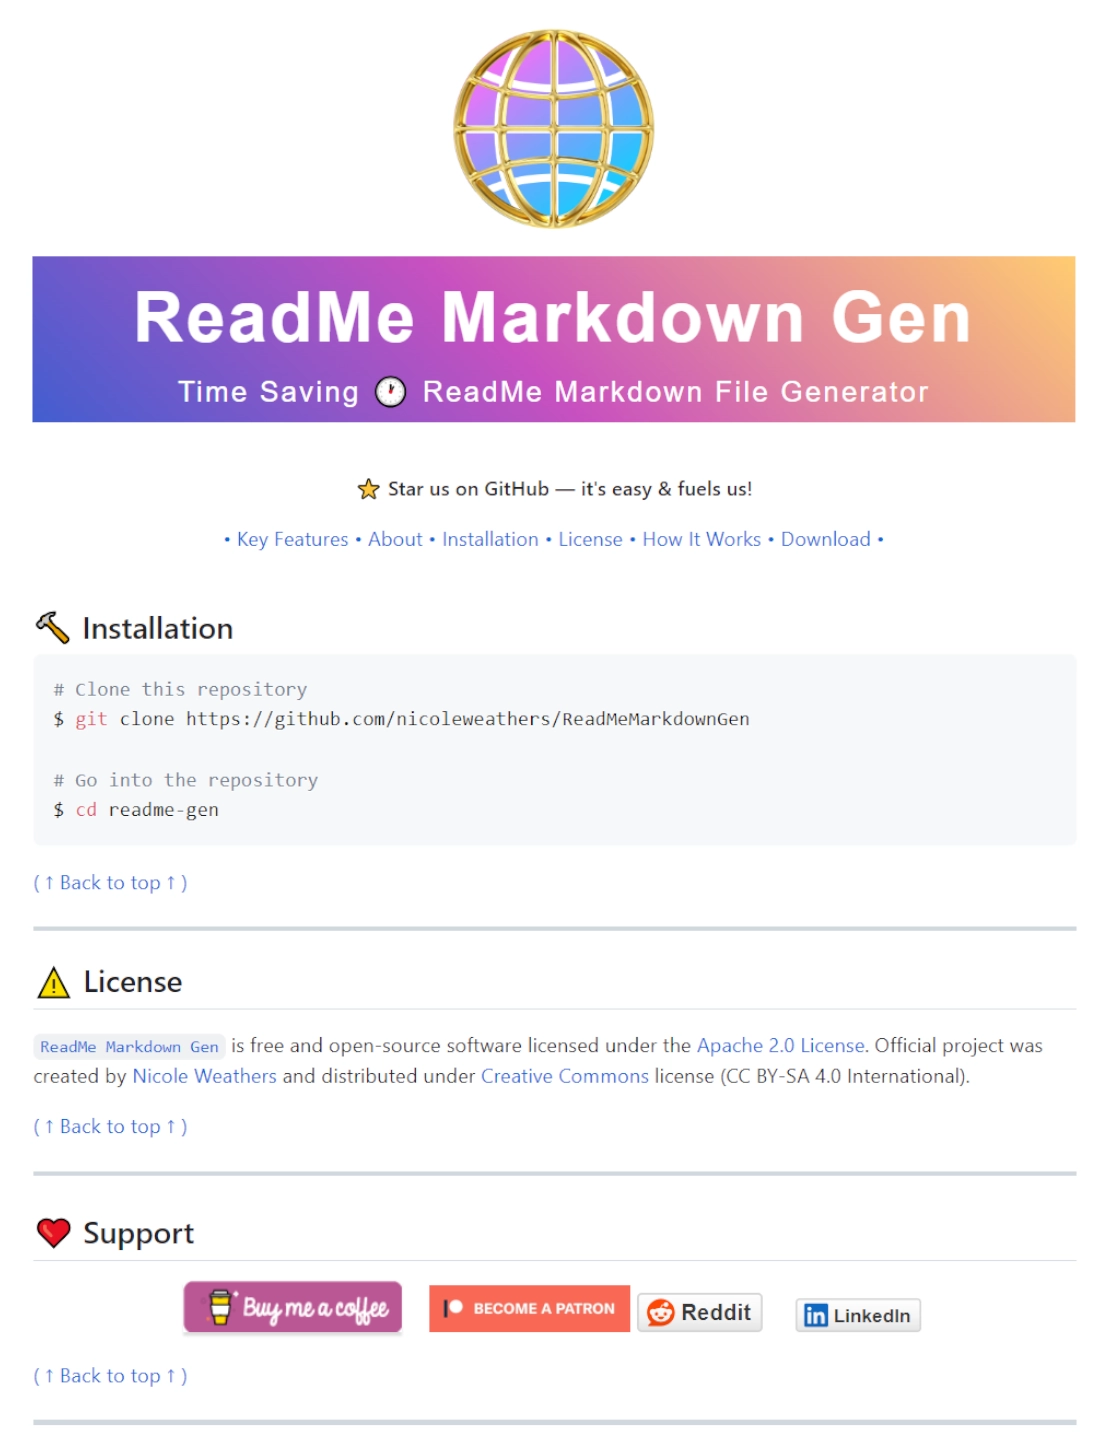 ReadMe Markdown Gen
Time Saving 🕐 ReadMe Markdown File Generator
⭐ Star us on GitHub — it's easy & fuels us!
• Key Features • About • Installation • License • How It Works • Download •
🔨 Installation
# Clone this repository
$ git clone https://github.com/nicoleweathers/ReadMeMarkdownGen
# Go into the repository
$ cd readme-gen
( ↑ Back to top ↑ )
⚠ License
ReadMe Markdown Gen is free and open-source software licensed under the Apache 2.0 License. Official project was
created by Nicole Weathers and distributed under Creative Commons license (CC BY-SA 4.0 International).
( ↑ Back to top ↑ )
❤ Support
Buy me a coffee BECOME A PATRON Reddit LinkedIn
( ↑ Back to top ↑ )